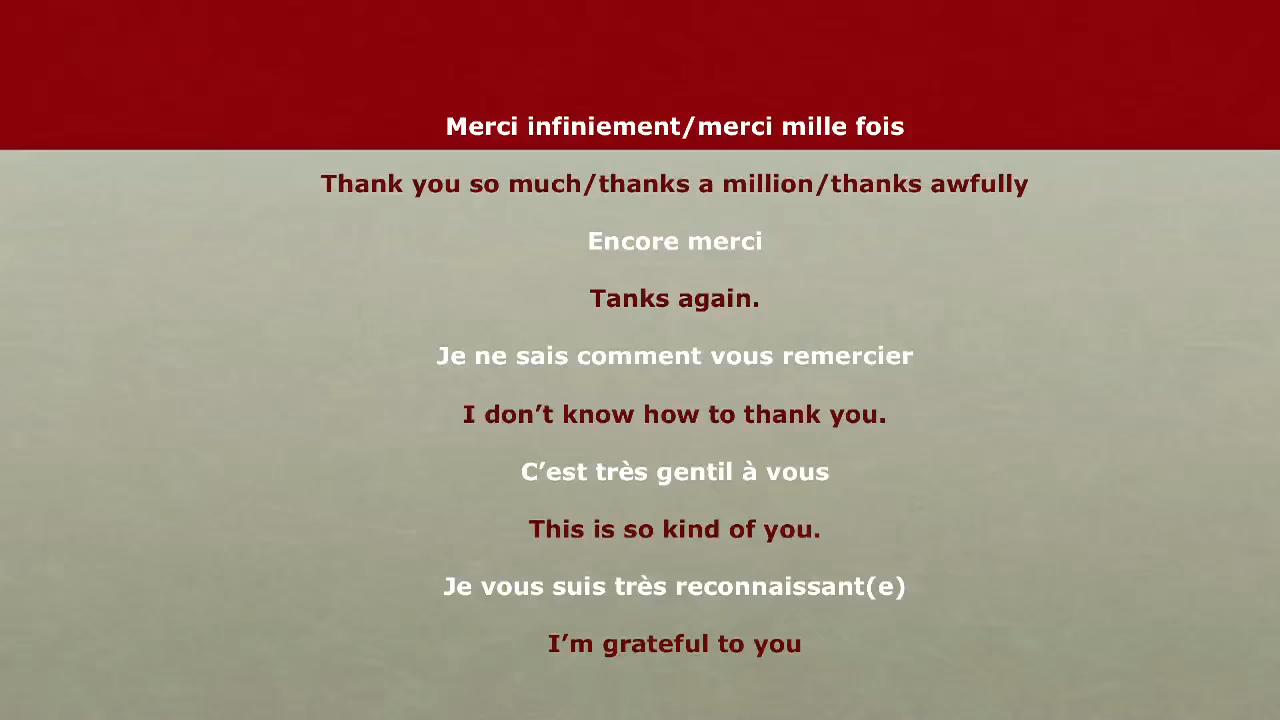 Merci infiniement/merci mille fois
Thank you so much/thanks a million/thanks awfully
Encore merci
Tanks again.
Je ne sais comment vous remercier
I don’t know how to thank you.
C’est très gentil à vous
This is so kind of you.
Je vous suis très reconnaissant(e)
I’m grateful to you